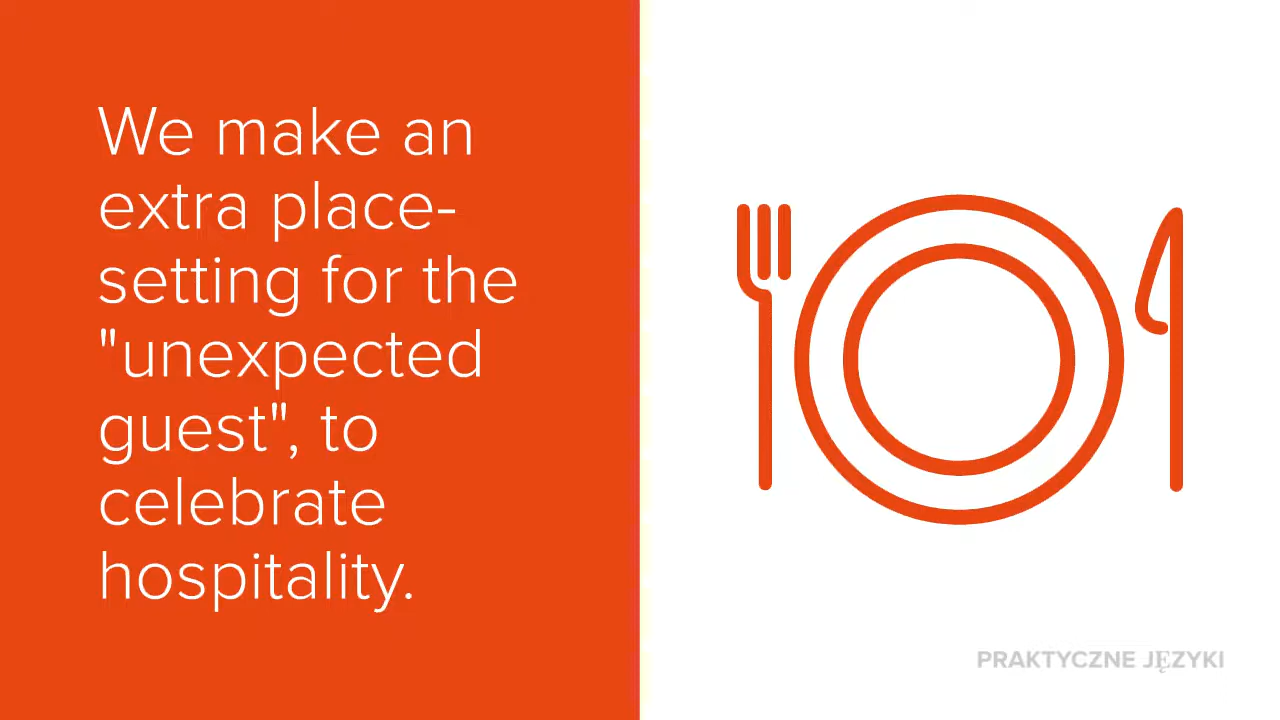 We make an
extra place-
setting for the
"unexpected
guest", to
celebrate
hospitality.
PRAKTYCZNE JĘZYKI